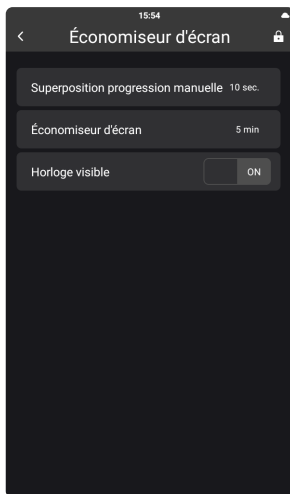 15:54
Économiseur d'écran
Superposition progression manuelle 10 sec.
Économiseur d'écran 5 min
Horloge visible ON